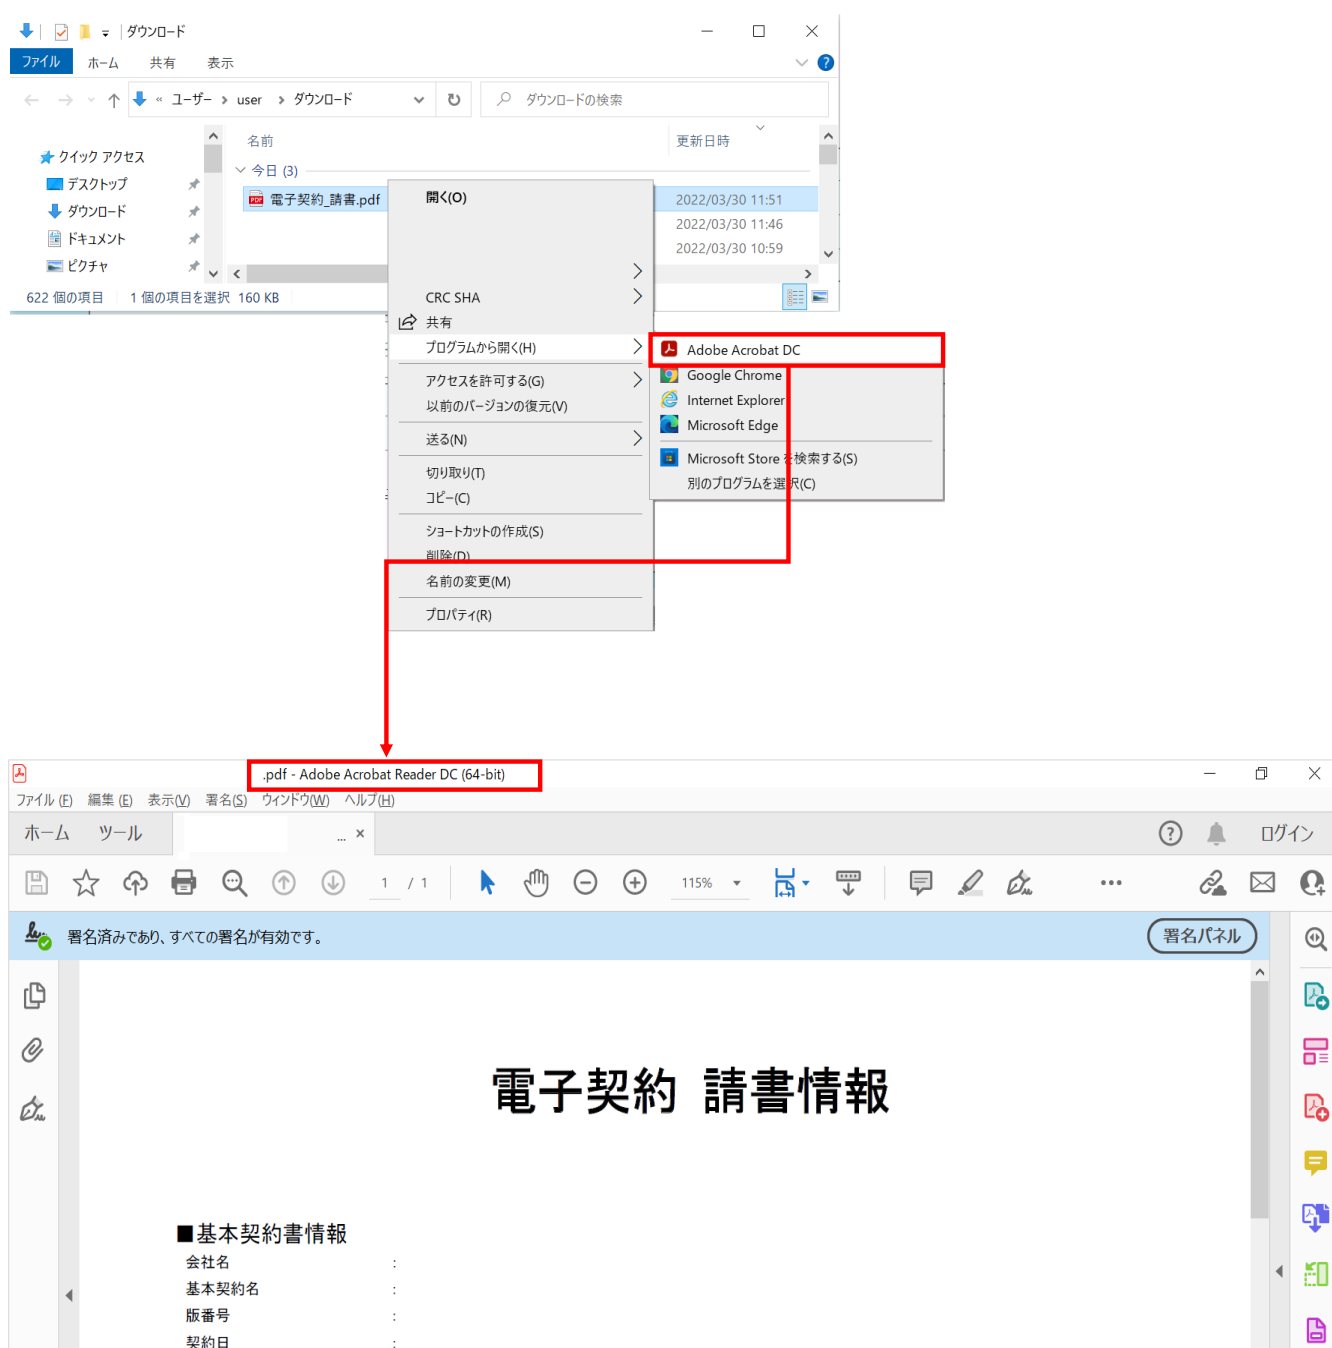 ダウンロード
ファイル ホーム 共有 表示
« ユーザー › user › ダウンロード ダウンロードの検索
名前 更新日時
クイック アクセス
今日 (3)
デスクトップ
電子契約_請書.pdf 2022/03/30 11:51
ダウンロード
2022/03/30 11:46
ドキュメント
2022/03/30 10:59
ピクチャ
622 個の項目 1 個の項目を選択 160 KB
開く(O)
CRC SHA
共有
プログラムから開く(H)
アクセスを許可する(G)
以前のバージョンの復元(V)
送る(N)
切り取り(T)
コピー(C)
ショートカットの作成(S)
削除(D)
名前の変更(M)
プロパティ(R)
Adobe Acrobat DC
Google Chrome
Internet Explorer
Microsoft Edge
Microsoft Store を検索する(S)
別のプログラムを選択(C)
.pdf - Adobe Acrobat Reader DC (64-bit)
ファイル (F) 編集 (E) 表示(V) 署名(S) ウィンドウ(W) ヘルプ(H)
ホーム ツール ... × ログイン
1 / 1 115%
署名済みであり、すべての署名が有効です。 署名パネル
電子契約 請書情報
■基本契約書情報
会社名 :
基本契約名 :
版番号 :
契約日 :